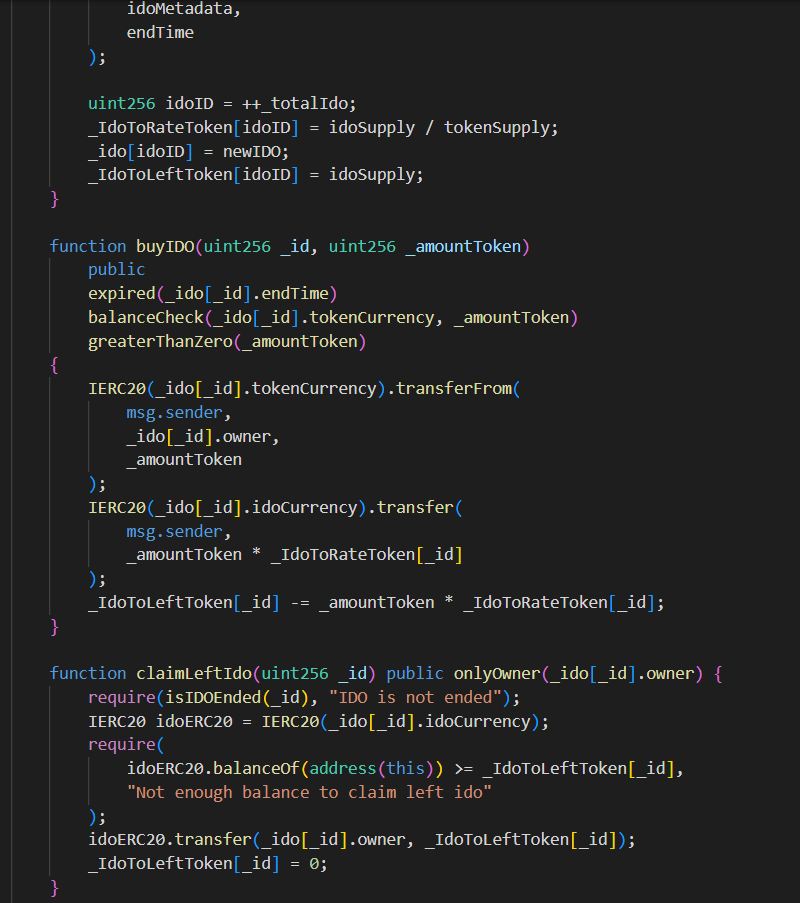 idoMetadata,
endTime
);
uint256 idoID = ++_totalIdo;
_IdoToRateToken[idoID] = idoSupply / tokenSupply;
_ido[idoID] = newIDO;
_IdoToLeftToken[idoID] = idoSupply;
}
function buyIDO(uint256 _id, uint256 _amountToken)
public
expired(_ido[_id].endTime)
balanceCheck(_ido[_id].tokenCurrency, _amountToken)
greaterThanZero(_amountToken)
{
IERC20(_ido[_id].tokenCurrency).transferFrom(
msg.sender,
_ido[_id].owner,
_amountToken
);
IERC20(_ido[_id].idoCurrency).transfer(
msg.sender,
_amountToken * _IdoToRateToken[_id]
);
_IdoToLeftToken[_id] -= _amountToken * _IdoToRateToken[_id];
}
function claimLeftIdo(uint256 _id) public onlyOwner(_ido[_id].owner) {
require(isIDOEnded(_id), "IDO is not ended");
IERC20 idoERC20 = IERC20(_ido[_id].idoCurrency);
require(
idoERC20.balanceOf(address(this)) >= _IdoToLeftToken[_id],
"Not enough balance to claim left ido"
);
idoERC20.transfer(_ido[_id].owner, _IdoToLeftToken[_id]);
_IdoToLeftToken[_id] = 0;
}